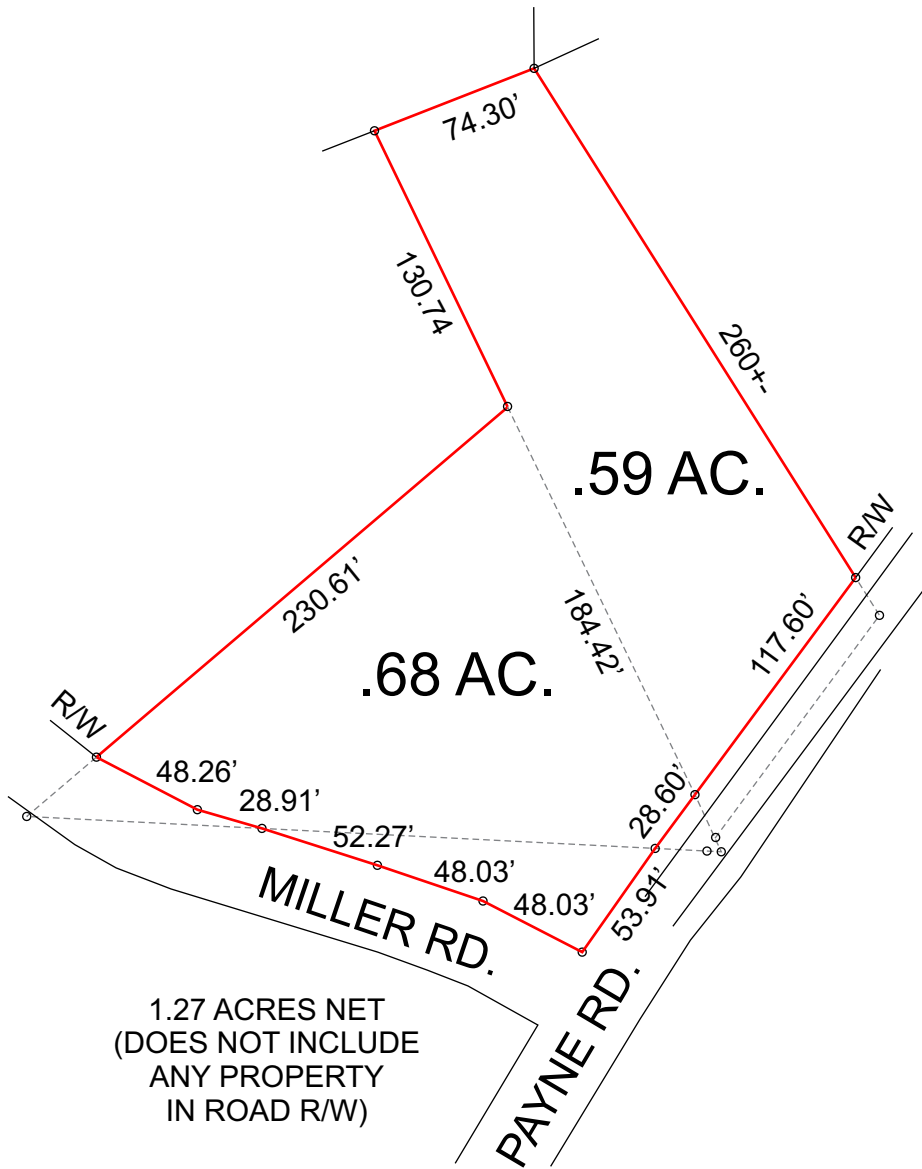 74.30’
130.74
260+-
.59 AC.
R/W
230.61’
184.42’
117.60’
.68 AC.
R/W
48.26’
28.91’
52.27’
48.03’
48.03’
28.60’
53.91’
MILLER RD.
PAYNE RD.
1.27 ACRES NET
(DOES NOT INCLUDE
ANY PROPERTY
IN ROAD R/W)